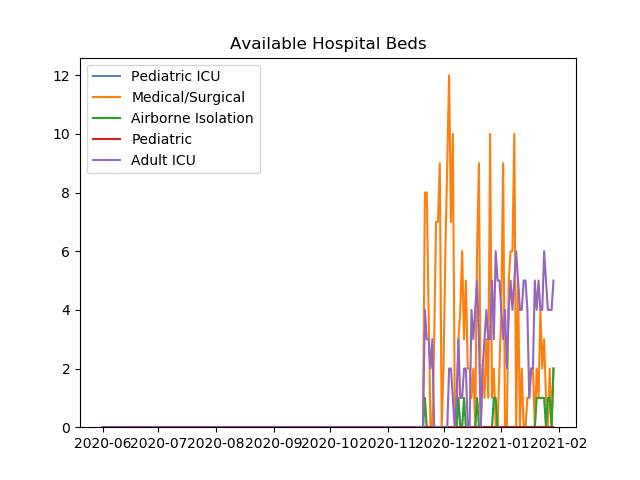 Available Hospital Beds
Pediatric ICU
Medical/Surgical
Airborne Isolation
Pediatric
Adult ICU
12
10
8
6
4
2
0
2020-06 2020-07 2020-08 2020-09 2020-10 2020-11 2020-12 2021-01 2021-02